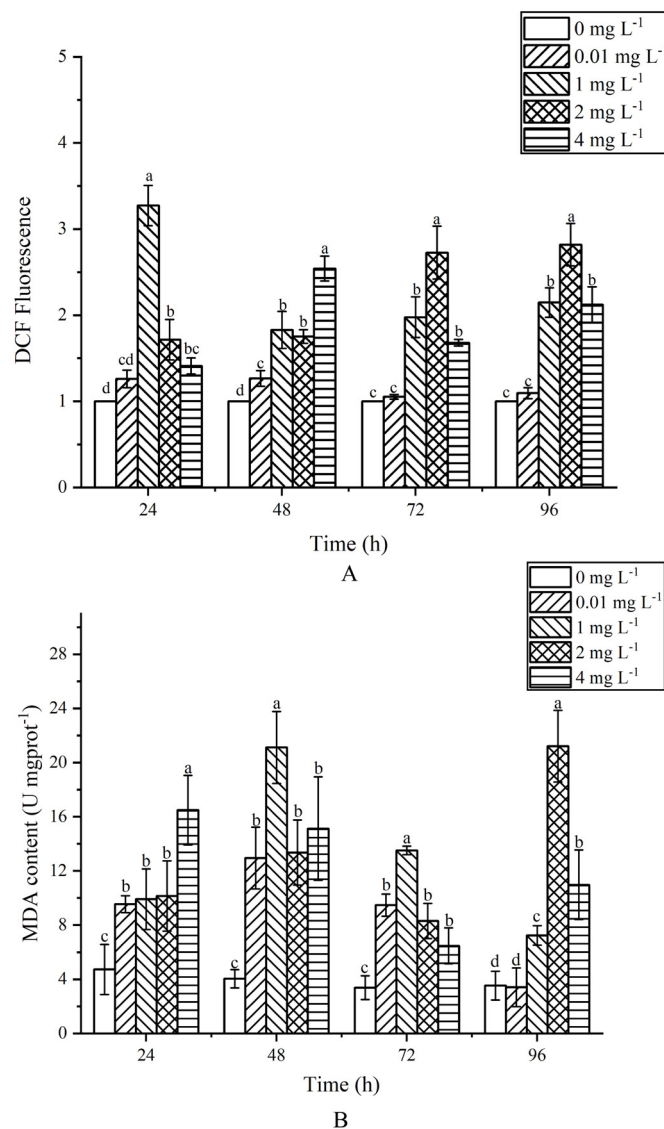 0 mg L⁻¹
0.01 mg L⁻
1 mg L⁻¹
2 mg L⁻¹
4 mg L⁻¹
DCF Fluorescence
5
4
3
2
1
0
d cd a b bc
d c b b a
c c b a b
c c b a b
24 48 72 96
Time (h)
A
0 mg L⁻¹
0.01 mg L⁻¹
1 mg L⁻¹
2 mg L⁻¹
4 mg L⁻¹
MDA content (U mgprot⁻¹)
28
24
20
16
12
8
4
0
c b b b a
c b a b b
c b a b b
d d c a b
24 48 72 96
Time (h)
B